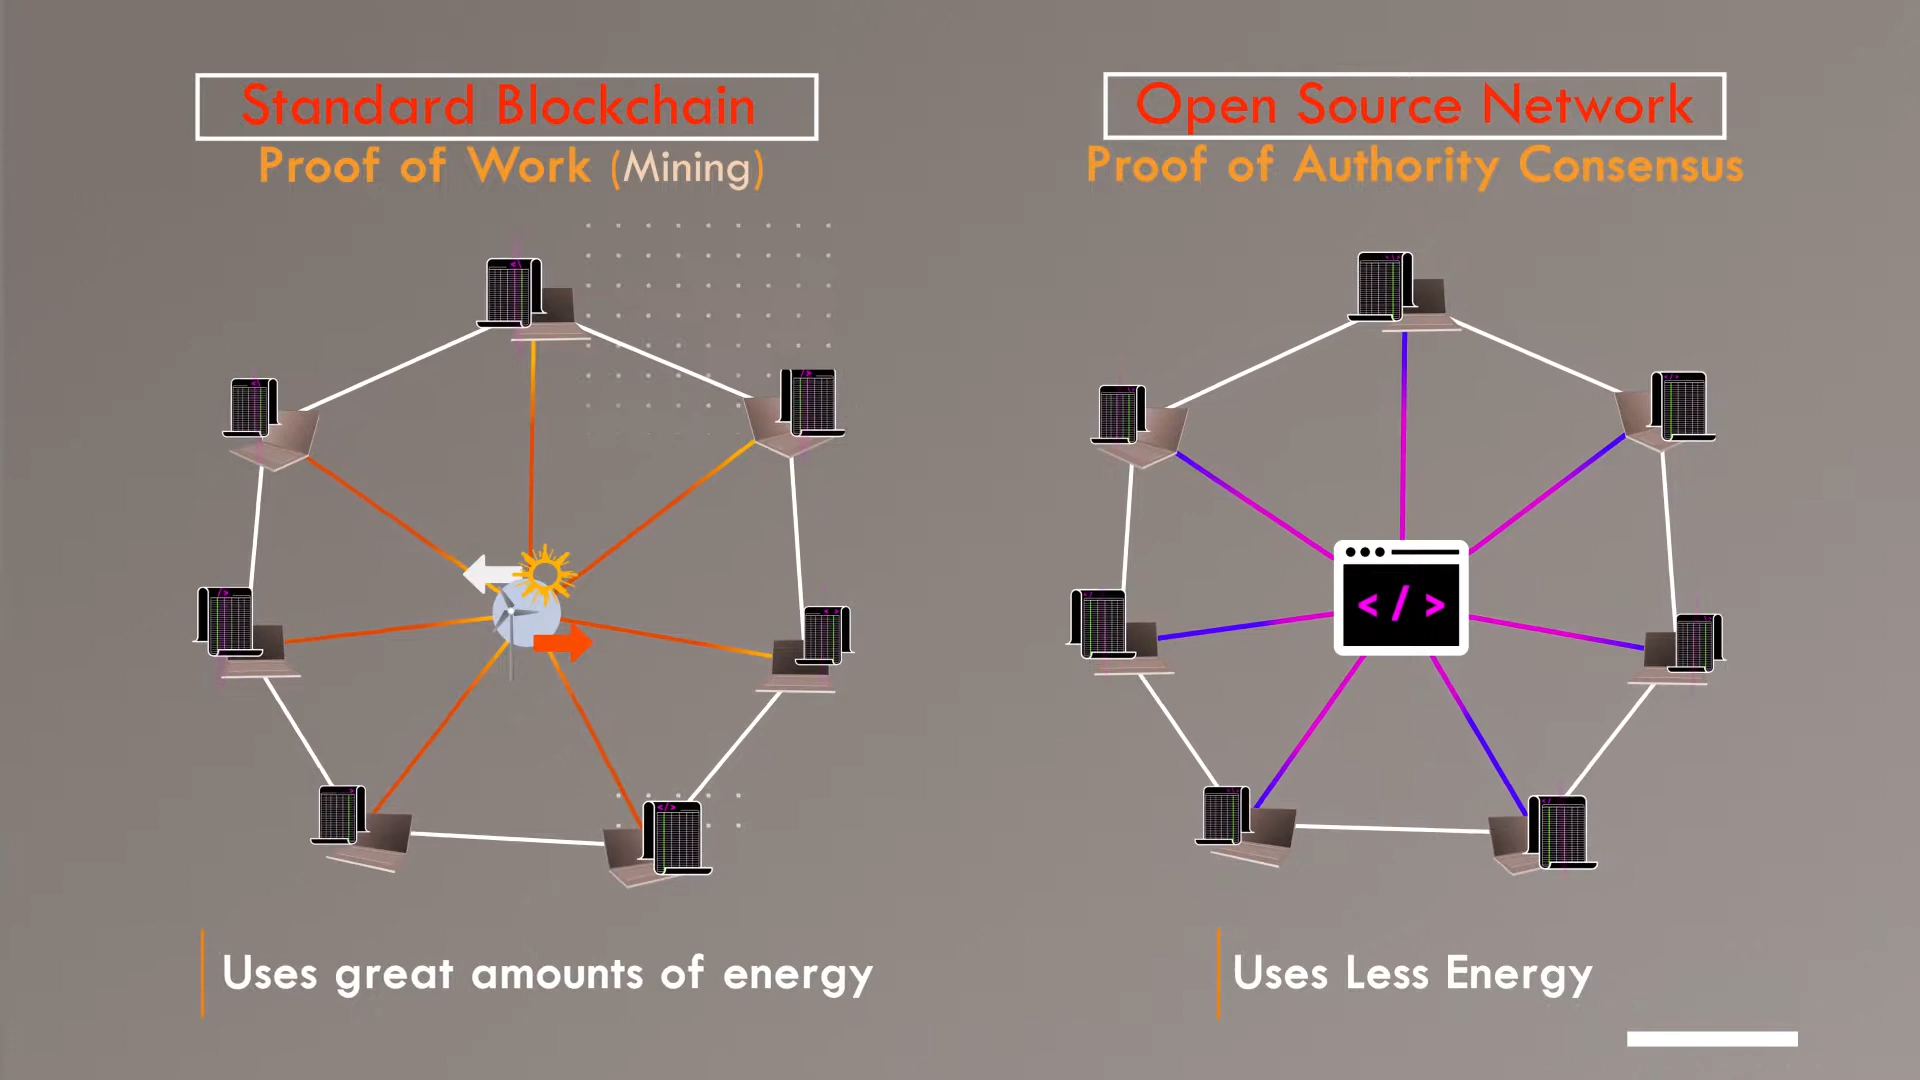 Standard Blockchain
Proof of Work (Mining)
Uses great amounts of energy
Open Source Network
Proof of Authority Consensus
</>
Uses Less Energy